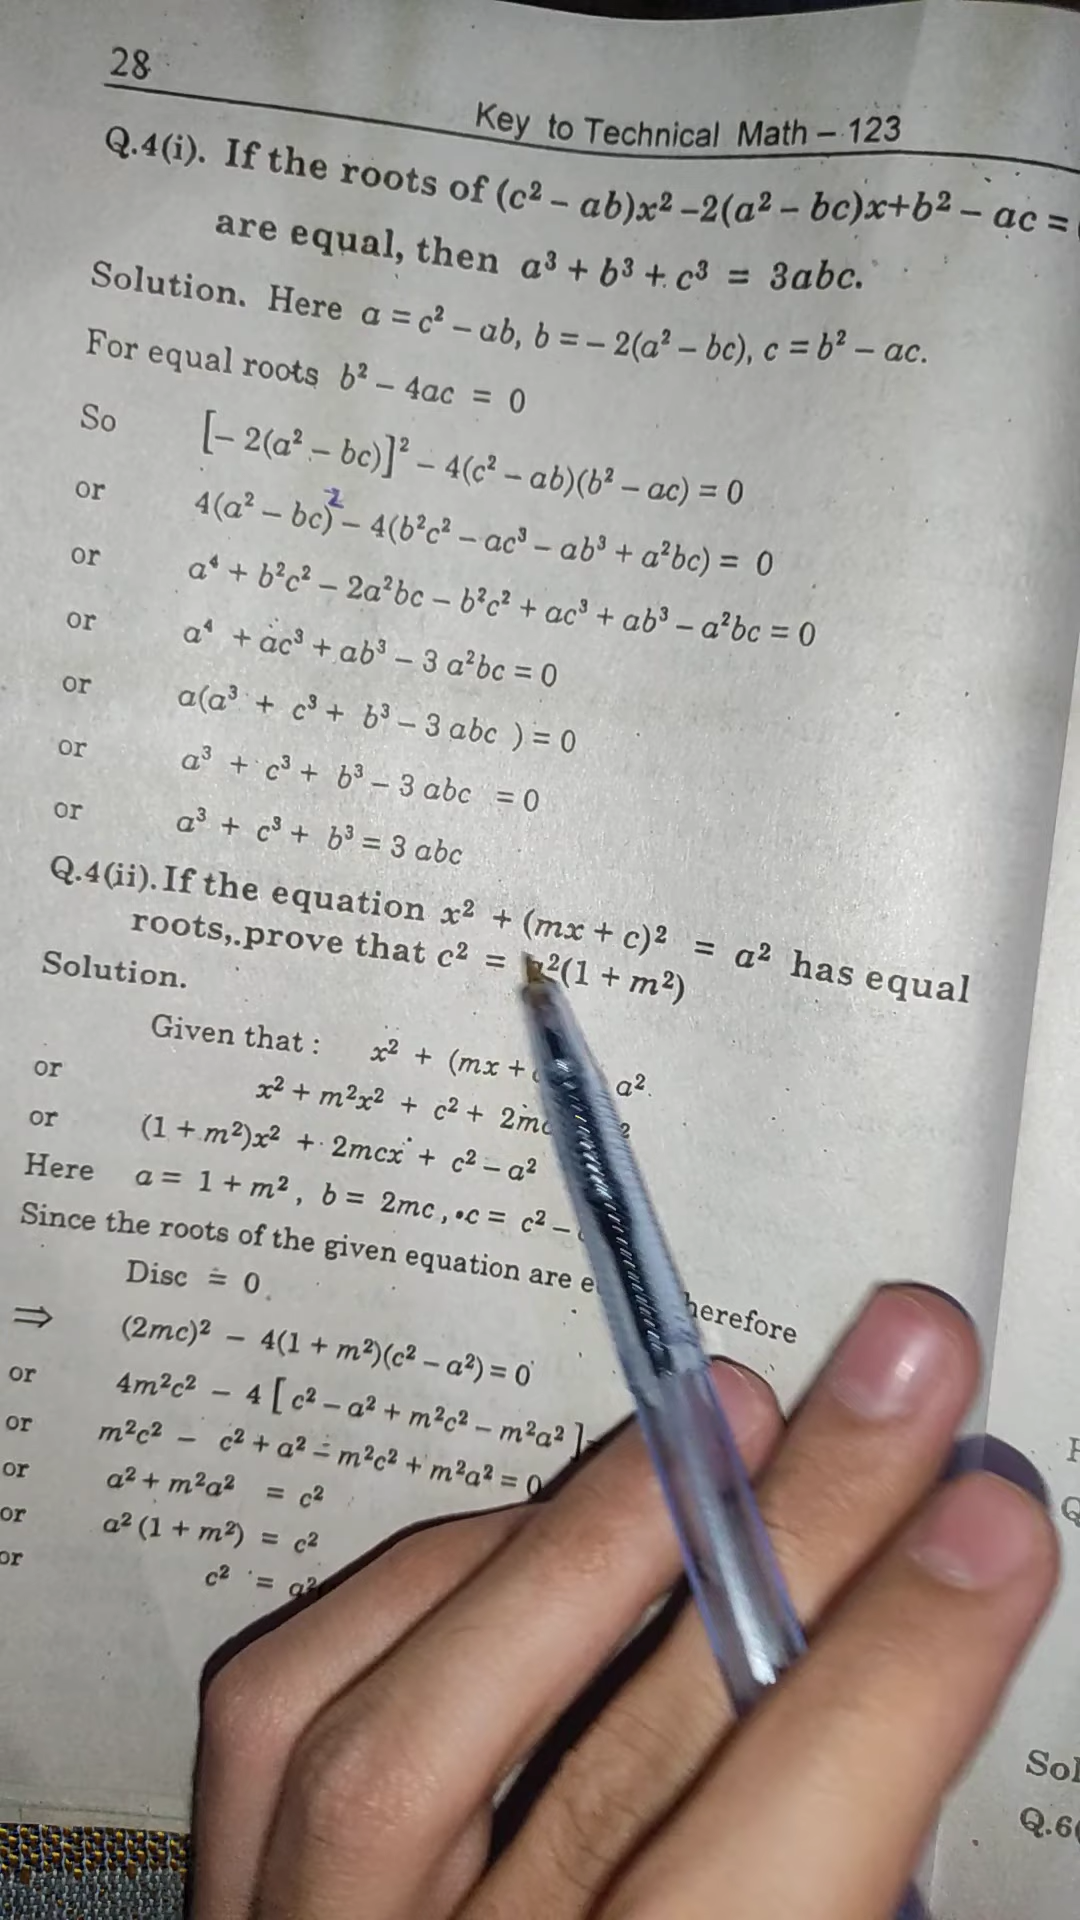 28
Key to Technical Math – 123
Q.4(i). If the roots of (c² – ab)x² –2(a² – bc)x+b² – ac =
are equal, then a³ + b³ + c³ = 3abc.
Solution. Here a = c² – ab, b = – 2(a² – bc), c = b² – ac.
For equal roots b² – 4ac = 0
So [– 2(a² – bc)]² – 4(c² – ab)(b² – ac) = 0
or 4(a² – bc)² – 4(b²c² – ac³ – ab³ + a²bc) = 0
or a⁴ + b²c² – 2a²bc – b²c² + ac³ + ab³ – a²bc = 0
or a⁴ + ac³ + ab³ – 3 a²bc = 0
or a(a³ + c³ + b³ – 3 abc ) = 0
or a³ + c³ + b³ – 3 abc = 0
or a³ + c³ + b³ = 3 abc
Q.4(ii). If the equation x² + (mx + c)² = a² has equal
roots, prove that c² = ²(1 + m²)
Solution.
Given that : x² + (mx + a².
or x² + m²x² + c² + 2mc ²
or (1 + m²)x² + 2mcx + c² – a²
Here a = 1 + m², b = 2mc, c = c² –
Since the roots of the given equation are e herefore
Disc = 0
⇒ (2mc)² – 4(1 + m²)(c² – a²) = 0
or 4m²c² – 4 [ c² – a² + m²c² – m²a² ] =
or m²c² – c² + a² – m²c² + m²a² = 0
or a² + m²a² = c²
or a² (1 + m²) = c²
or c² = a²
Sol
Q.6(